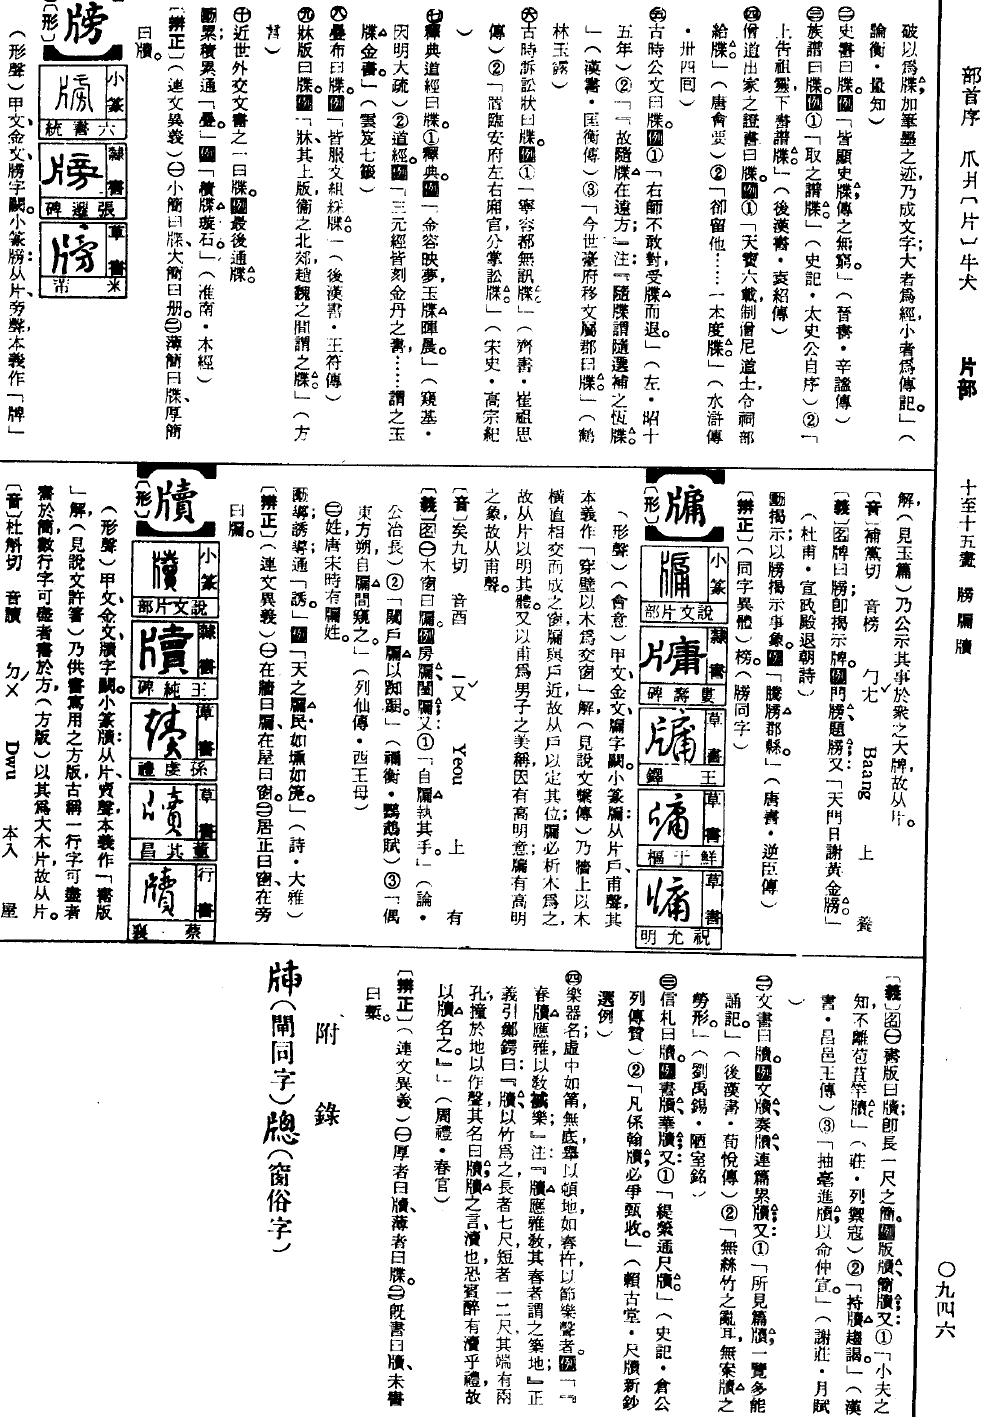 部首序 爪爿〔片〕牛犬 片部 十至十五畫 牓牖牘 〇九四六
破以爲牒,加筆墨之迹,乃成文字,大者爲經,小者爲傳記。」(
論衡・量知)
㊁史書曰牒。例「皆顯史牒,傳之無窮。」(晉書・辛謐傳)
㊂族譜曰牒。例①「取之譜牒。」(史記・太史公自序)②「
上告祖靈,下書譜牒。」(後漢書・袁紹傳)
㊃僧道出家之證書曰牒。例①「天寶六載,制僧尼道士,令祠部
給牒。」(唐會要)②「卻留他……一本度牒。」(水滸傳
・卅四回)
㊄古時公文曰牒。例①「右師不敢對,受牒而退。」(左・昭十
五年)②「『故隨牒在遠方。』注:『隨牒謂隨選補之恆牒。
」(漢書・匡衡傳)③「今世臺府移文屬郡曰牒。」(鶴
林玉露)
㊅古時訴訟狀曰牒。例①「寧容都無訊牒。」(齊書・崔祖思
傳)②「置臨安府左右廂官,分掌訟牒。」(宋史・高宗紀
)
㊆釋典道經曰牒。①釋典。例「金容映夢,玉牒暉晨。」(窺基・
因明大疏)②道經。例「三元經皆刻金丹之書,……謂之玉
牒金書。」(雲笈七籤)
㊇疊布曰牒。例「皆服文組綵牒。」(後漢書・王符傳)
㊈牀版曰牒。例「牀,其上版,衞之北郊,趙魏之間謂之牒。」(方
言)
㊉近世外交文書之一曰牒。例最後通牒。
動累積;累通「疊」。例「積牒璇石。」(淮南・本經)
〔辨正〕(連文異義)㊀小簡曰牒,大簡曰册。㊁薄簡曰牒,厚簡
曰牘。
牓 小篆 六書統 隸書 張遷碑 草書 米芾
〔形〕
(形聲)甲文、金文牓字闕。小篆牓:从片、旁聲,本義作「牌」
解,(見玉篇)乃公示其事於衆之大牌,故从片。
〔音〕補黨切 音榜 ㄅㄤˇ Baang 上 養
〔義〕名牌曰牓;卽揭示牌。例門牓、題牓;又:「天門日謝黃金牓。」
(杜甫・宣政殿退朝詩)
動揭示;以牓揭示事象。例「騰牓郡縣。」(唐書・逆臣傳)
〔辨正〕(同字異體)榜。(牓同字)
牖 小篆 說文片部 隸書 婁壽碑 草書 王鐸 草書 鮮于樞 草書 祝允明
〔形〕
(形聲)(會意)甲文、金文牖字闕。小篆牖:从片戶、甫聲,其
本義作「穿壁以木爲交窗」解,(見說文繫傳)乃牆上以木
橫直相交而成之窗,牖與戶近,故从戶以定其位;牖必析木爲之
,故从片以明其體。又以甫爲男子之美稱,因有高明意,牖有高明
之象,故从甫聲。
〔音〕矣九切 音酉 ㄧㄡˇ Yeou 上 有
〔義〕名㊀木窗曰牖。例房牖、閨牖;又:①「自牖執其手。」(論・
公冶長)②「闚戶牖以踟躕。」(禰衡・鸚鵡賦)③「偶
東方朔自牖間窺之。」(列仙傳・西王母)
㊁姓,唐宋時有牖姓。
動導;誘導;通「誘」。例「天之牖民,如壎如篪。」(詩・大雅)
〔辨正〕(連文異義)㊀在牆曰牖,在屋曰窗。㊁居正曰窗,在旁
曰牖。
牘 小篆 說文片部 隸書 王純碑 草書 孫虔禮 草書 董其昌 行書 蔡襄
〔形〕
(形聲)甲文、金文牘字闕。小篆牘:从片、𧶠聲,本義作「書版
」解,(見說文許箸)乃供書寫用之方版,古稱一行字可盡者
書於簡,數行字可盡者書於方,(方版)以其爲大木片,故从片。
〔音〕杜斛切 音讀 ㄉㄨˊ Dwu 本入 屋
〔義〕名㊀書版曰牘;卽長一尺之簡。例版牘、簡牘;又:①「小夫之
知,不離苞苴竿牘。」(莊・列禦寇)②「持牘趨謁。」(漢
書・昌邑王傳)③「抽毫進牘,以命仲宣。」(謝莊・月賦
)
㊁文書曰牘。例文牘、奏牘、連篇累牘;又:①「所見篇牘,一覽多能
誦記。」(後漢書・荀悅傳)②「無絲竹之亂耳,無案牘之
勞形。」(劉禹錫・陋室銘)
㊂信札曰牘。例書牘、華牘;又:①「緹縈通尺牘。」(史記・倉公
列傳贊)②「凡係翰牘,必爭甄收。」(賴古堂・尺牘新鈔
選例)
㊃樂器名;虛中如筩,無底,舉以頓地如舂杵,以節樂聲者。例「『
舂牘應雅,以敎祴樂。』注:『牘應雅敎其舂者,謂之築地。』正
義引鄭鍔曰:『牘,以竹爲之,長者七尺,短者一二尺,其端有兩
孔,撞於地以作聲,其名曰牘,牘之言瀆也,恐賓醉有瀆乎禮,故
以牘名之。』」(周禮・春官)
〔辨正〕(連文異義)㊀厚者曰牘,薄者曰牒。㊁旣書曰牘,未書
曰槧。
附錄
(閘同字)牕(窗俗字)